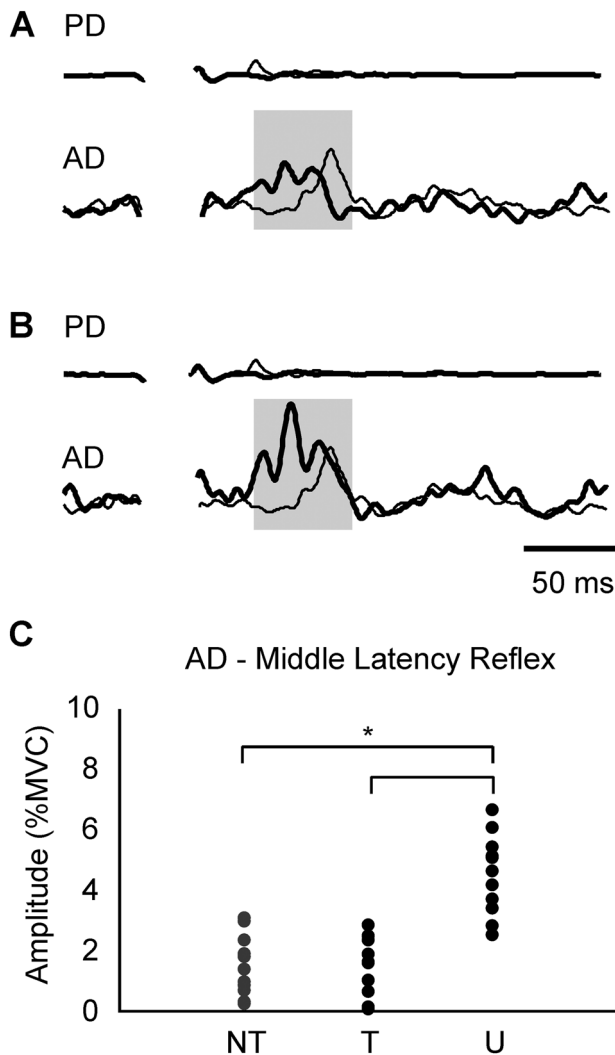 A
PD
AD
B
PD
AD
50 ms
C
AD - Middle Latency Reflex
Amplitude (%MVC)
10
8
6
4
2
0
*
NT T U